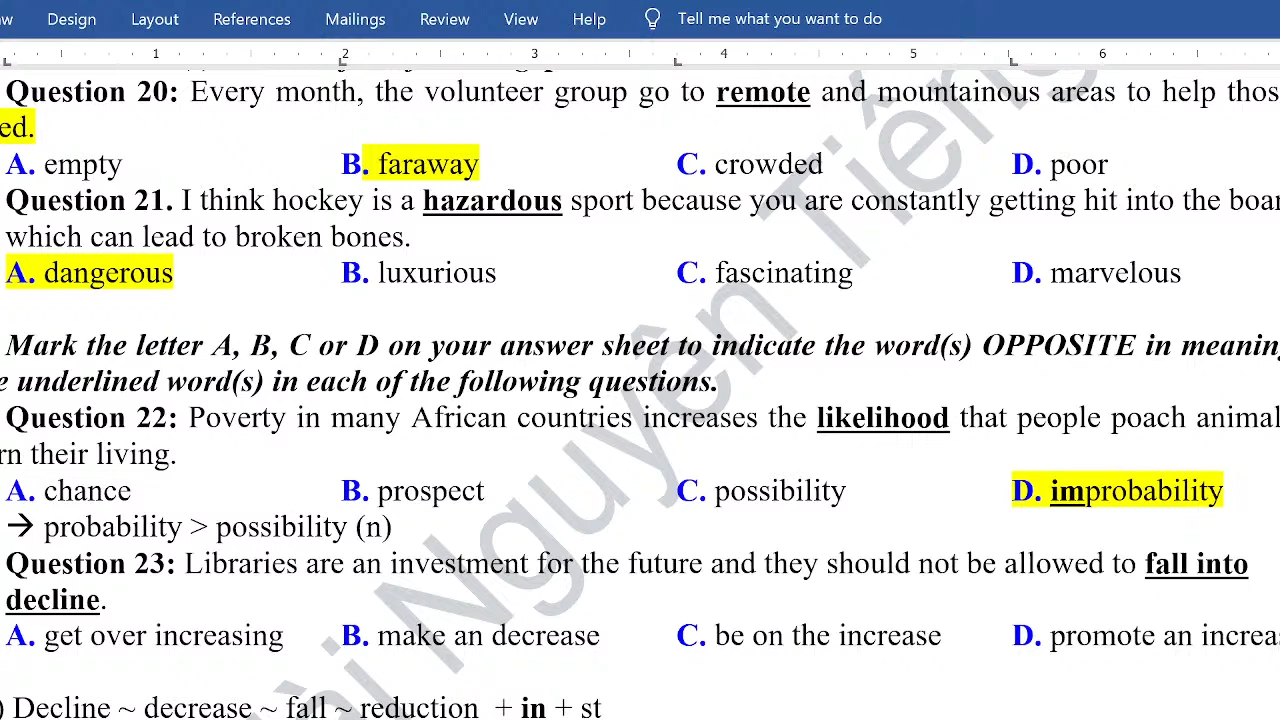 Design Layout References Mailings Review View Help Tell me what you want to do
1 2 3 4 5 6
Question 20: Every month, the volunteer group go to remote and mountainous areas to help thos
ed.
A. empty B. faraway C. crowded D. poor
Question 21. I think hockey is a hazardous sport because you are constantly getting hit into the boar
which can lead to broken bones.
A. dangerous B. luxurious C. fascinating D. marvelous
Mark the letter A, B, C or D on your answer sheet to indicate the word(s) OPPOSITE in meaning
e underlined word(s) in each of the following questions.
Question 22: Poverty in many African countries increases the likelihood that people poach animal
rn their living.
A. chance B. prospect C. possibility D. improbability
→ probability > possibility (n)
Question 23: Libraries are an investment for the future and they should not be allowed to fall into
decline.
A. get over increasing B. make an decrease C. be on the increase D. promote an increa
) Decline ~ decrease ~ fall ~ reduction + in + st
Nguyên Tiêng